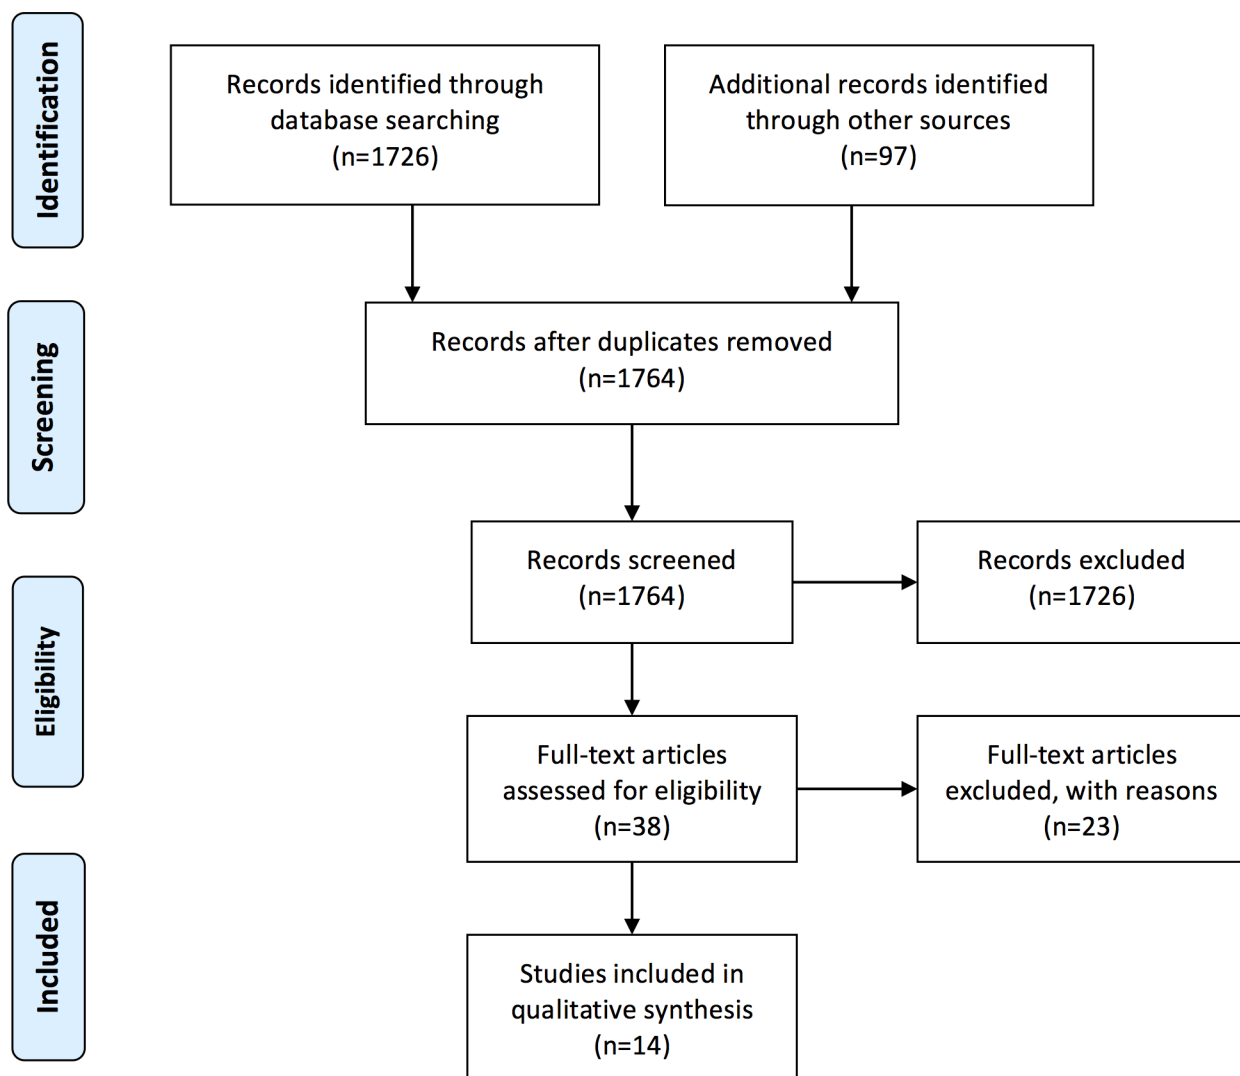 Identification
Records identified through
database searching
(n=1726)
Additional records identified
through other sources
(n=97)
Screening
Records after duplicates removed
(n=1764)
Records screened
(n=1764)
Records excluded
(n=1726)
Eligibility
Full-text articles
assessed for eligibility
(n=38)
Full-text articles
excluded, with reasons
(n=23)
Included
Studies included in
qualitative synthesis
(n=14)